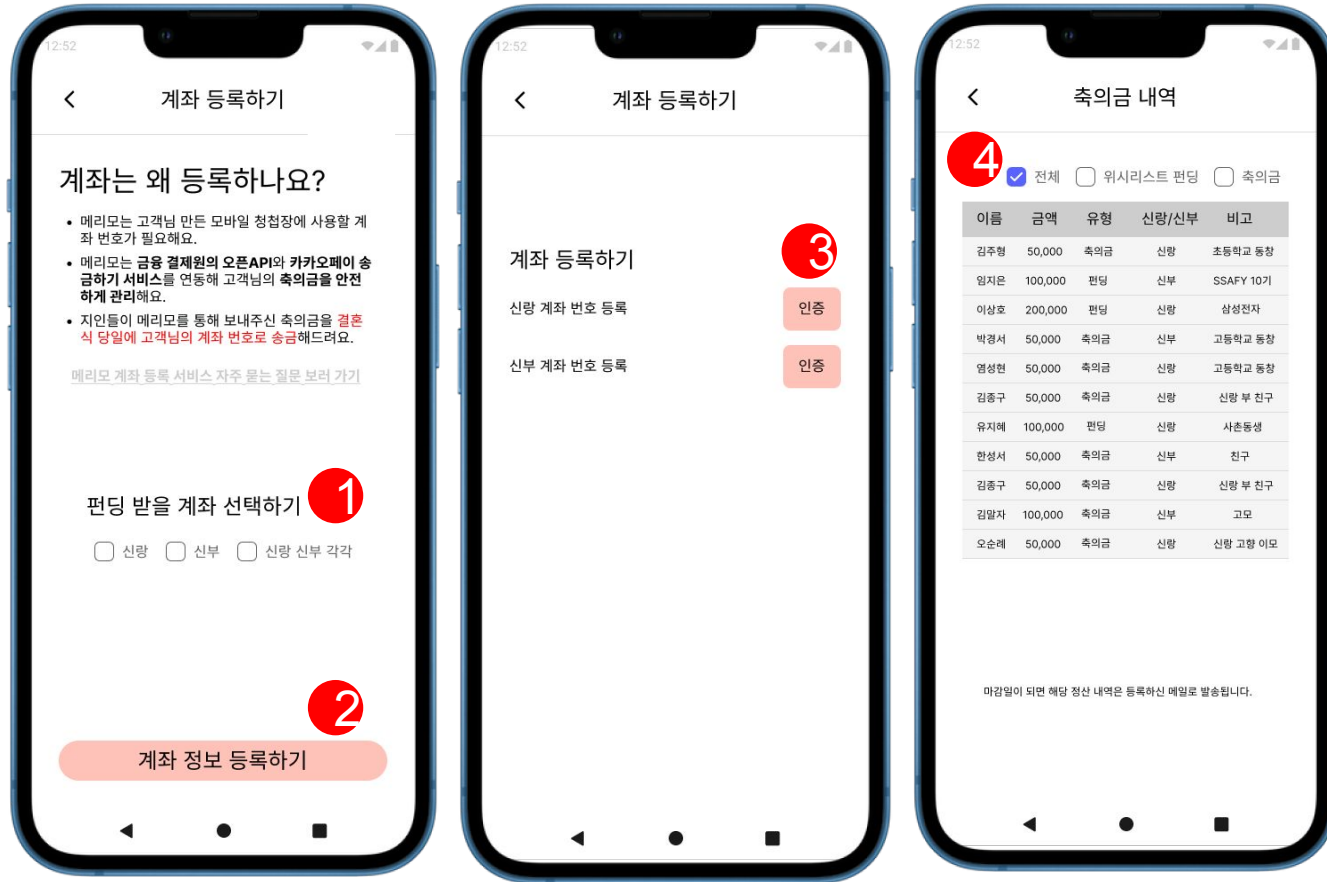 12:52
계좌 등록하기
계좌는 왜 등록하나요?
• 메리모는 고객님 만든 모바일 청첩장에 사용할 계
좌 번호가 필요해요.
• 메리모는 금융 결제원의 오픈API와 카카오페이 송
금하기 서비스를 연동해 고객님의 축의금을 안전
하게 관리해요.
• 지인들이 메리모를 통해 보내주신 축의금을 결혼
식 당일에 고객님의 계좌 번호로 송금해드려요.
메리모 계좌 등록 서비스 자주 묻는 질문 보러 가기
펀딩 받을 계좌 선택하기
1
신랑 신부 신랑 신부 각각
2
계좌 정보 등록하기
12:52
계좌 등록하기
3
계좌 등록하기
신랑 계좌 번호 등록 인증
신부 계좌 번호 등록 인증
12:52
축의금 내역
4
전체 위시리스트 펀딩 축의금
이름 금액 유형 신랑/신부 비고
김주형 50,000 축의금 신랑 초등학교 동창
임지은 100,000 펀딩 신부 SSAFY 10기
이상호 200,000 펀딩 신랑 삼성전자
박경서 50,000 축의금 신부 고등학교 동창
염성현 50,000 축의금 신랑 고등학교 동창
김종구 50,000 축의금 신랑 신랑 부 친구
유지혜 100,000 펀딩 신랑 사촌동생
한성서 50,000 축의금 신부 친구
김종구 50,000 축의금 신랑 신랑 부 친구
김말자 100,000 축의금 신부 고모
오순례 50,000 축의금 신랑 신랑 고향 이모
마감일이 되면 해당 정산 내역은 등록하신 메일로 발송됩니다.